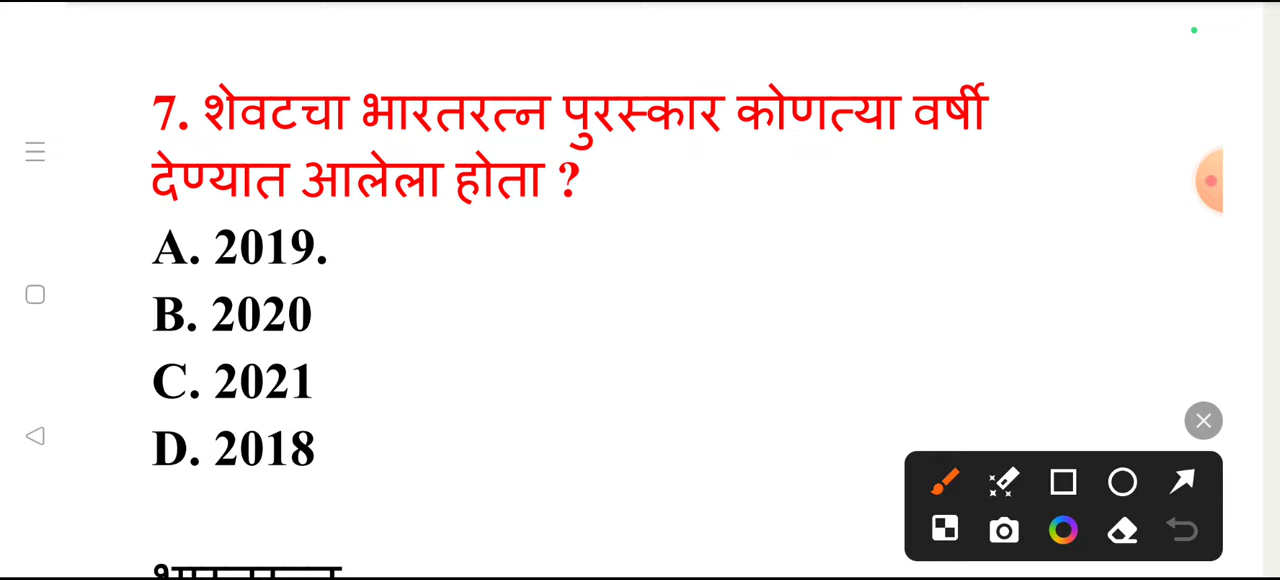 7. शेवटचा भारतरत्न पुरस्कार कोणत्या वर्षी
देण्यात आलेला होता ?
A. 2019.
B. 2020
C. 2021
D. 2018